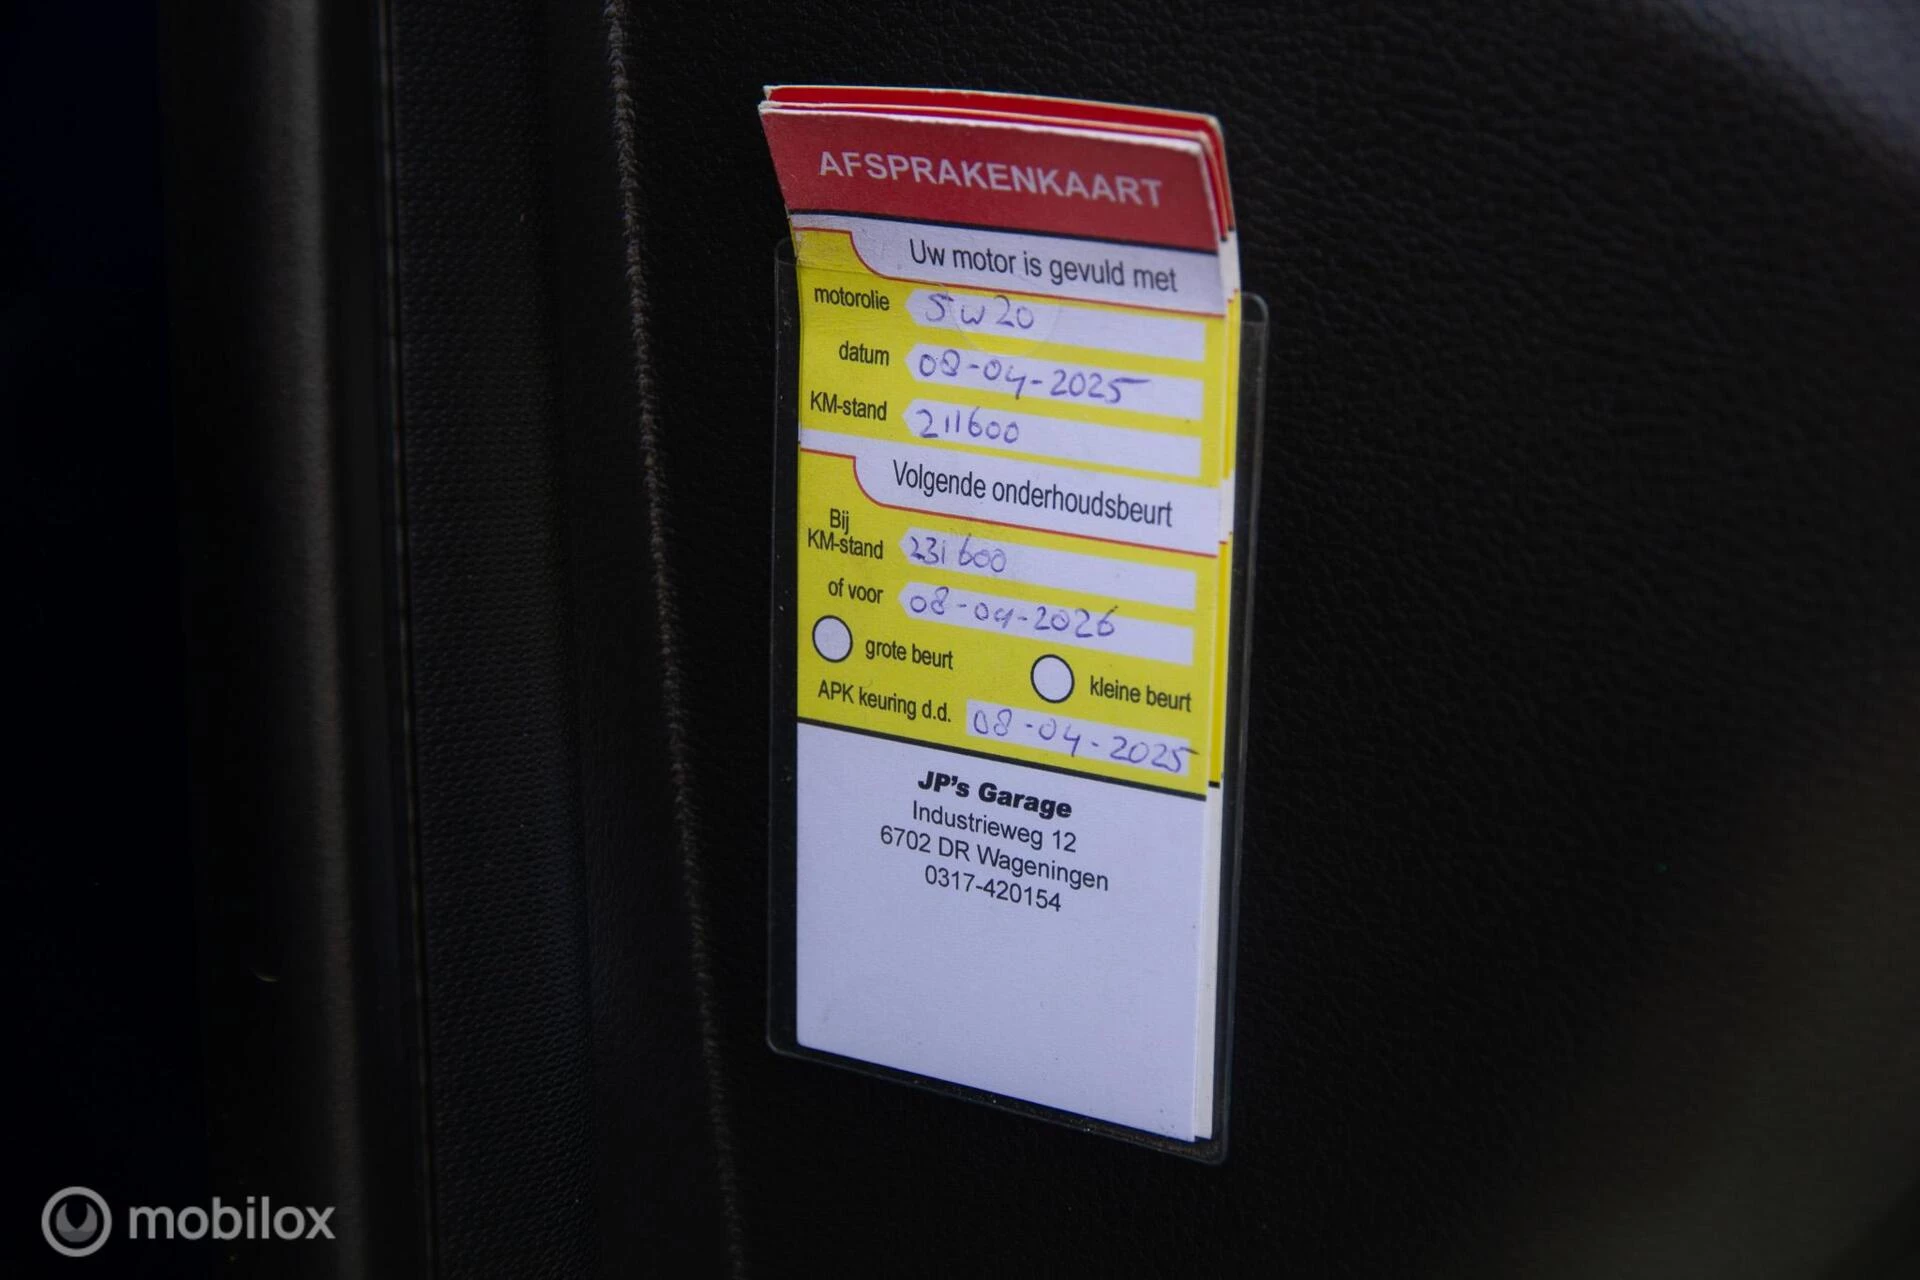 AFSPRAKENKAART
Uw motor is gevuld met
motorolie 5W20
datum 08-04-2025
KM-stand 211600
Volgende onderhoudsbeurt
Bij
KM-stand 231600
of voor 08-04-2026
grote beurt kleine beurt
APK keuring d.d. 08-04-2025
JP's Garage
Industrieweg 12
6702 DR Wageningen
0317-420154
mobilox